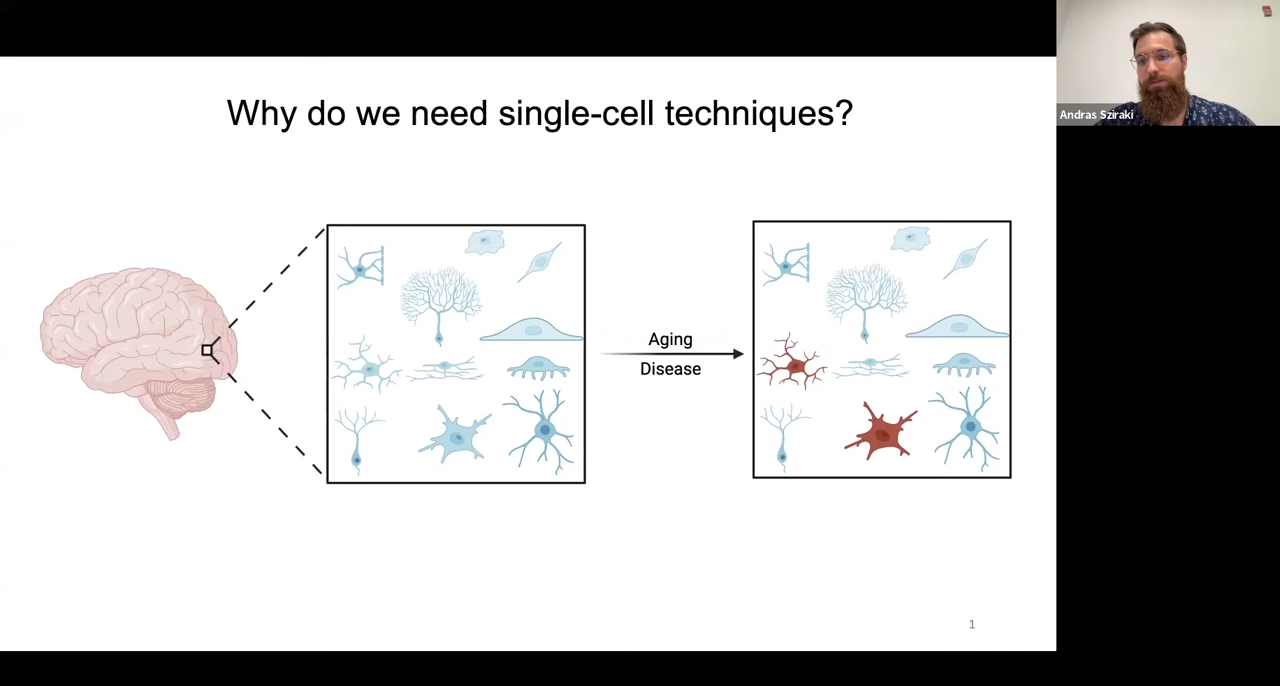 Why do we need single-cell techniques?
Andras Sziraki
Aging
Disease
1